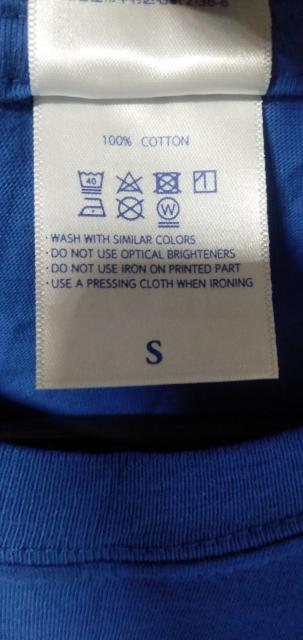 100% COTTON
40
W
· WASH WITH SIMILAR COLORS
· DO NOT USE OPTICAL BRIGHTENERS
· DO NOT USE IRON ON PRINTED PART
· USE A PRESSING CLOTH WHEN IRONING
S